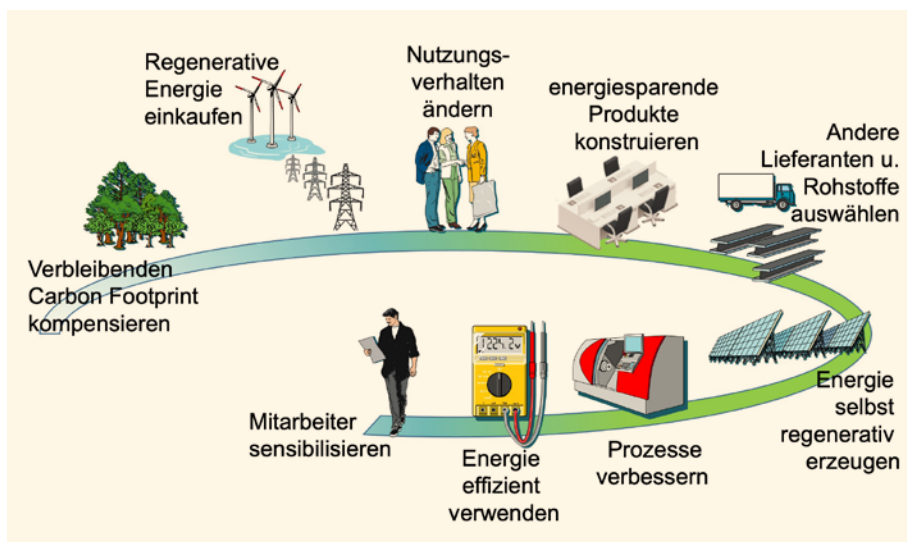 Regenerative
Energie
einkaufen
Nutzungs-
verhalten
ändern
energiesparende
Produkte
konstruieren
Andere
Lieferanten u.
Rohstoffe
auswählen
Verbleibenden
Carbon Footprint
kompensieren
Mitarbeiter
sensibilisieren
Energie
effizient
verwenden
Prozesse
verbessern
Energie
selbst
regenerativ
erzeugen